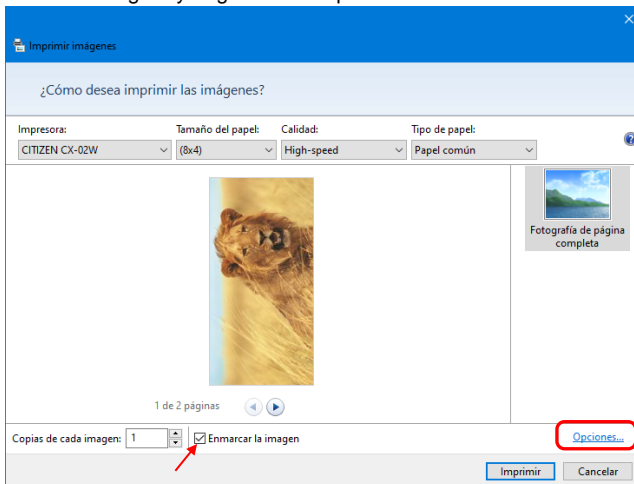 Imprimir imágenes
¿Cómo desea imprimir las imágenes?
Impresora: Tamaño del papel: Calidad: Tipo de papel:
CITIZEN CX-02W (8x4) High-speed Papel común
Fotografía de página
completa
1 de 2 páginas
Copias de cada imagen: 1 Enmarcar la imagen Opciones...
Imprimir Cancelar